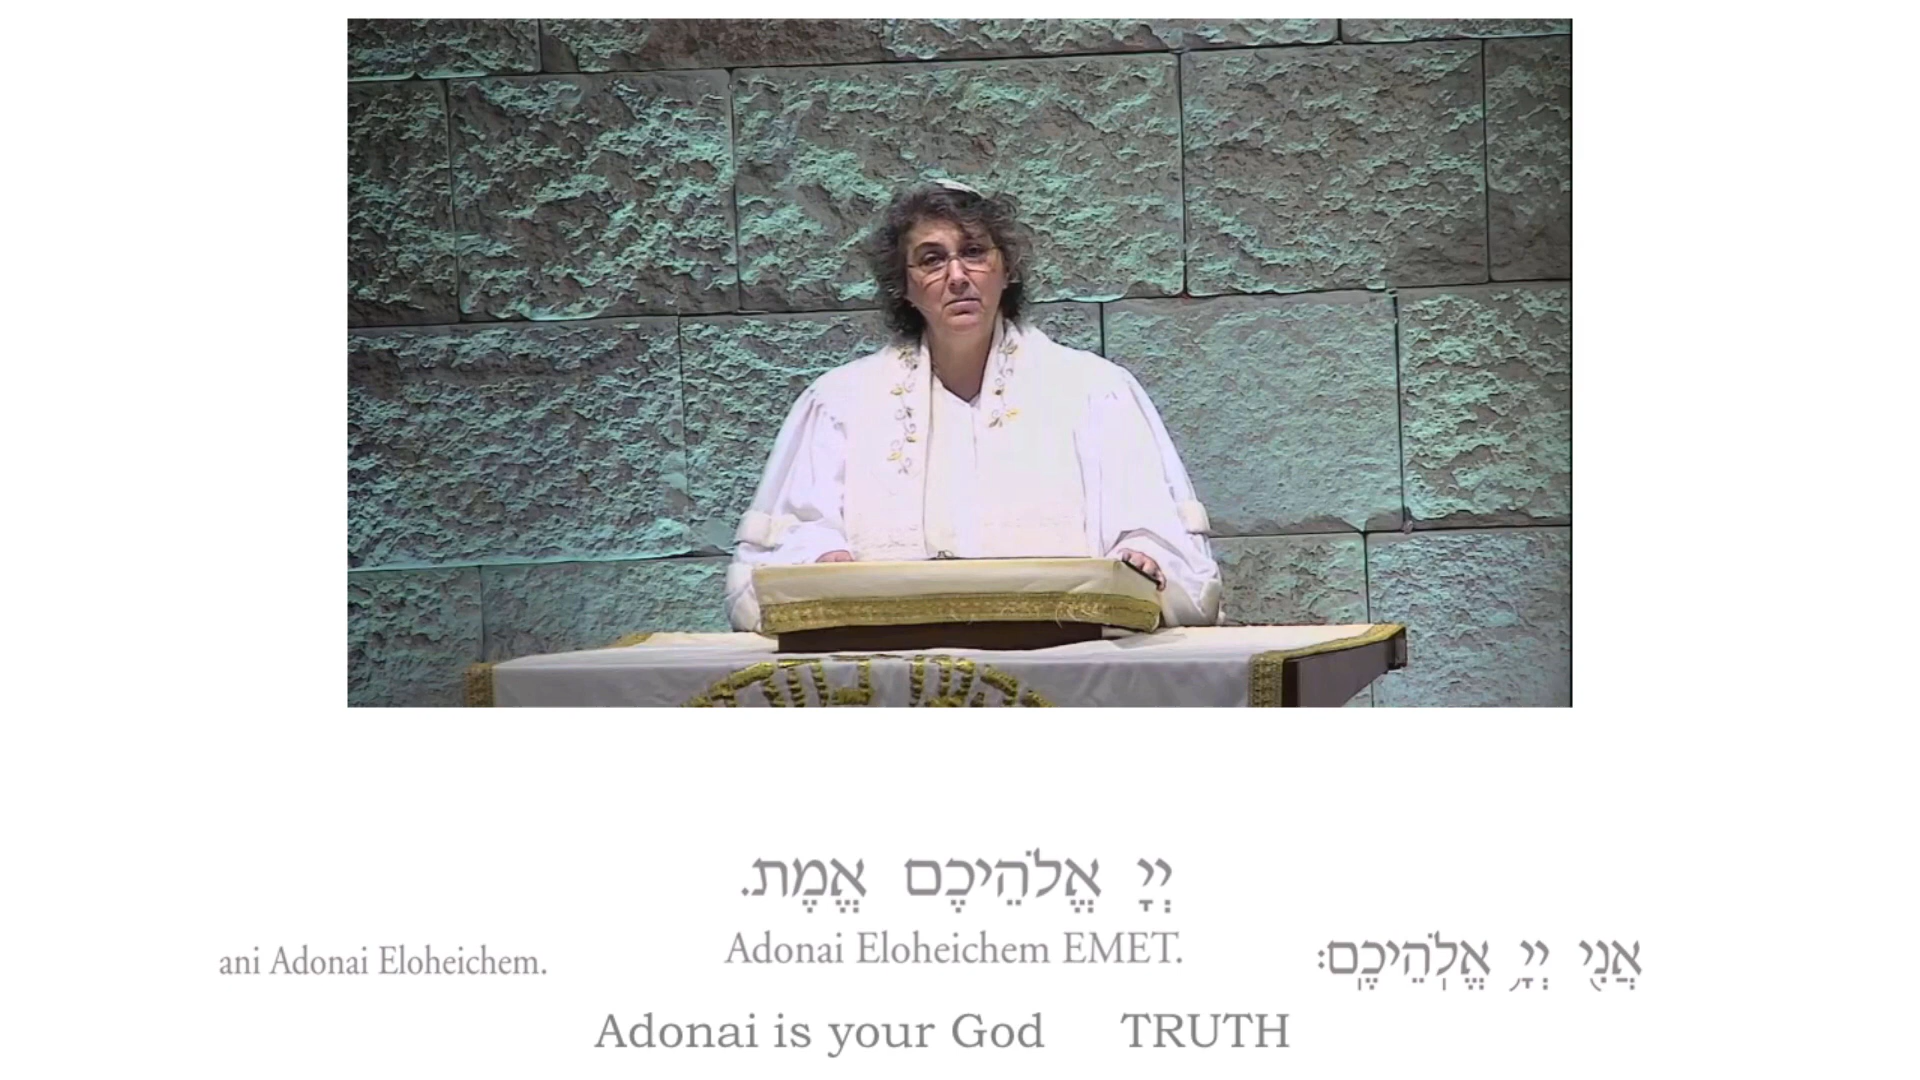 יְיָ אֱלֹהֵיכֶם אֱמֶת.
Adonai Eloheichem EMET.
ani Adonai Eloheichem.
אֲנִ֖י יְיָ֥ אֱלֹֽהֵיכֶֽם׃
Adonai is your God TRUTH